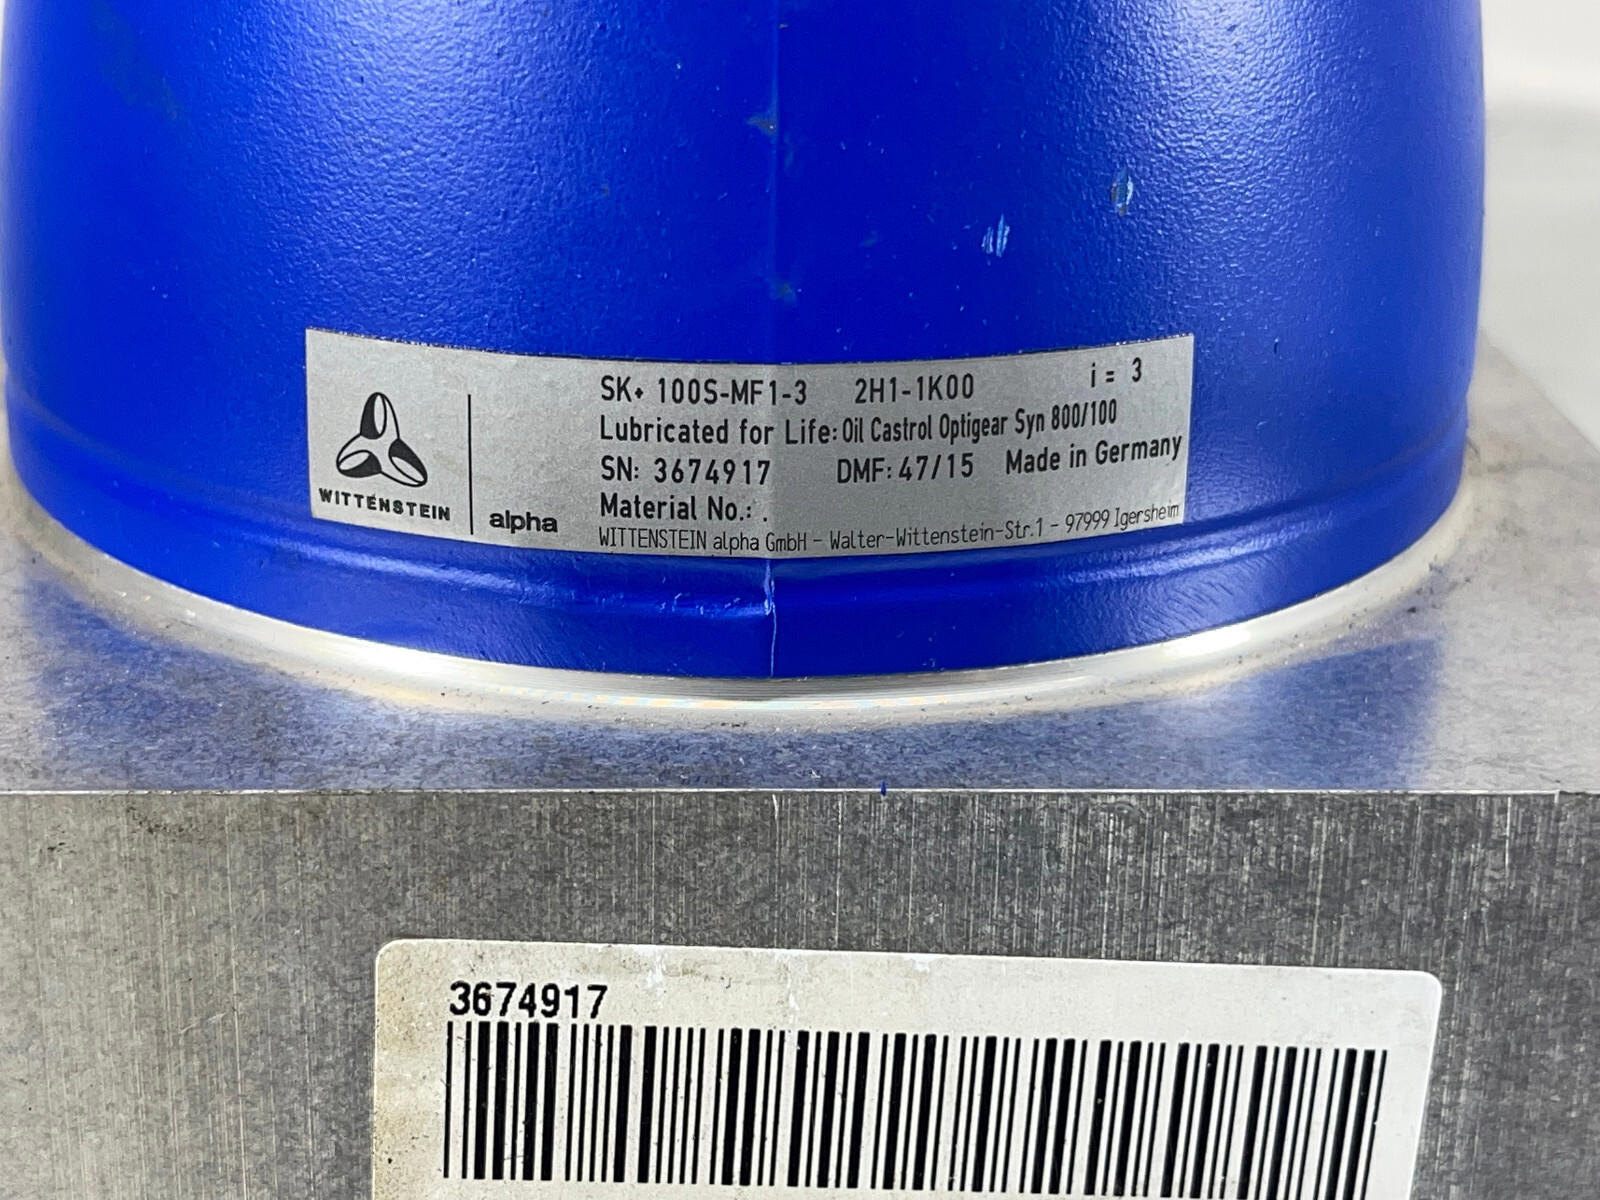 SK+ 100S-MF1-3 2H1-1K00 i = 3
Lubricated for Life: Oil Castrol Optigear Syn 800/100
SN: 3674917 DMF: 47/15 Made in Germany
Material No.: .
WITTENSTEIN alpha GmbH - Walter-Wittenstein-Str.1 - 97999 Igersheim
WITTENSTEIN
alpha
3674917